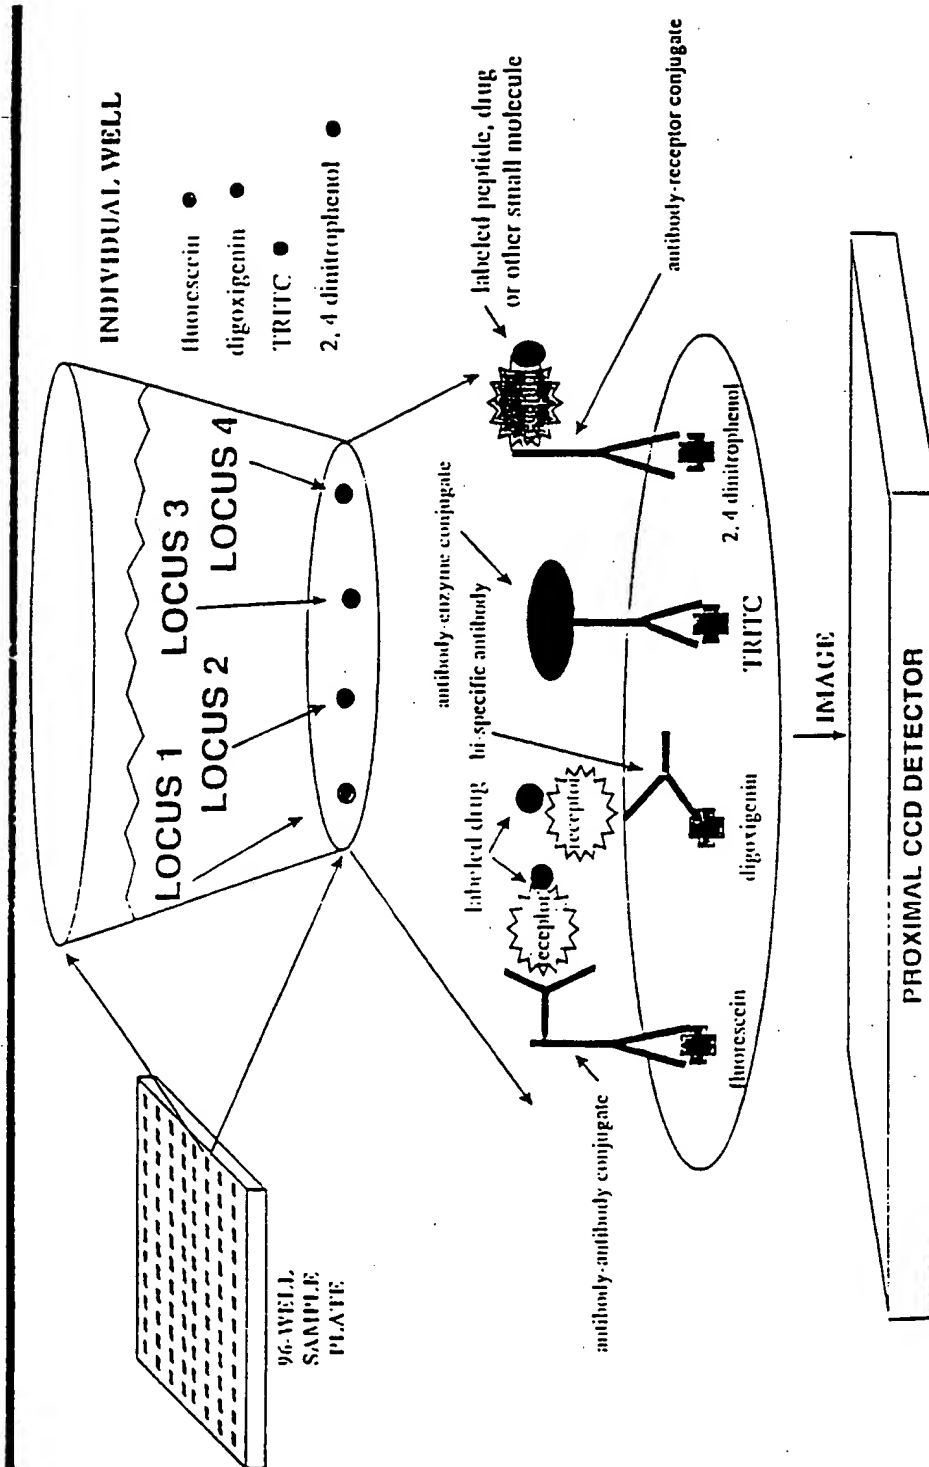 INDIVIDUAL WELL
fluorescein
digoxigenin
TRITC
2, 4 dinitrophenol
LOCUS 1
LOCUS 2
LOCUS 3
LOCUS 4
96-WELL
SAMPLE
PLATE
labeled drug
bi-specific antibody
antibody-enzyme conjugate
labeled peptide, drug
or other small molecule
antibody-receptor conjugate
antibody-antibody conjugate
receptor
receptor
fluorescein
digoxigenin
TRITC
2, 4 dinitrophenol
IMAGE
PROXIMAL CCD DETECTOR